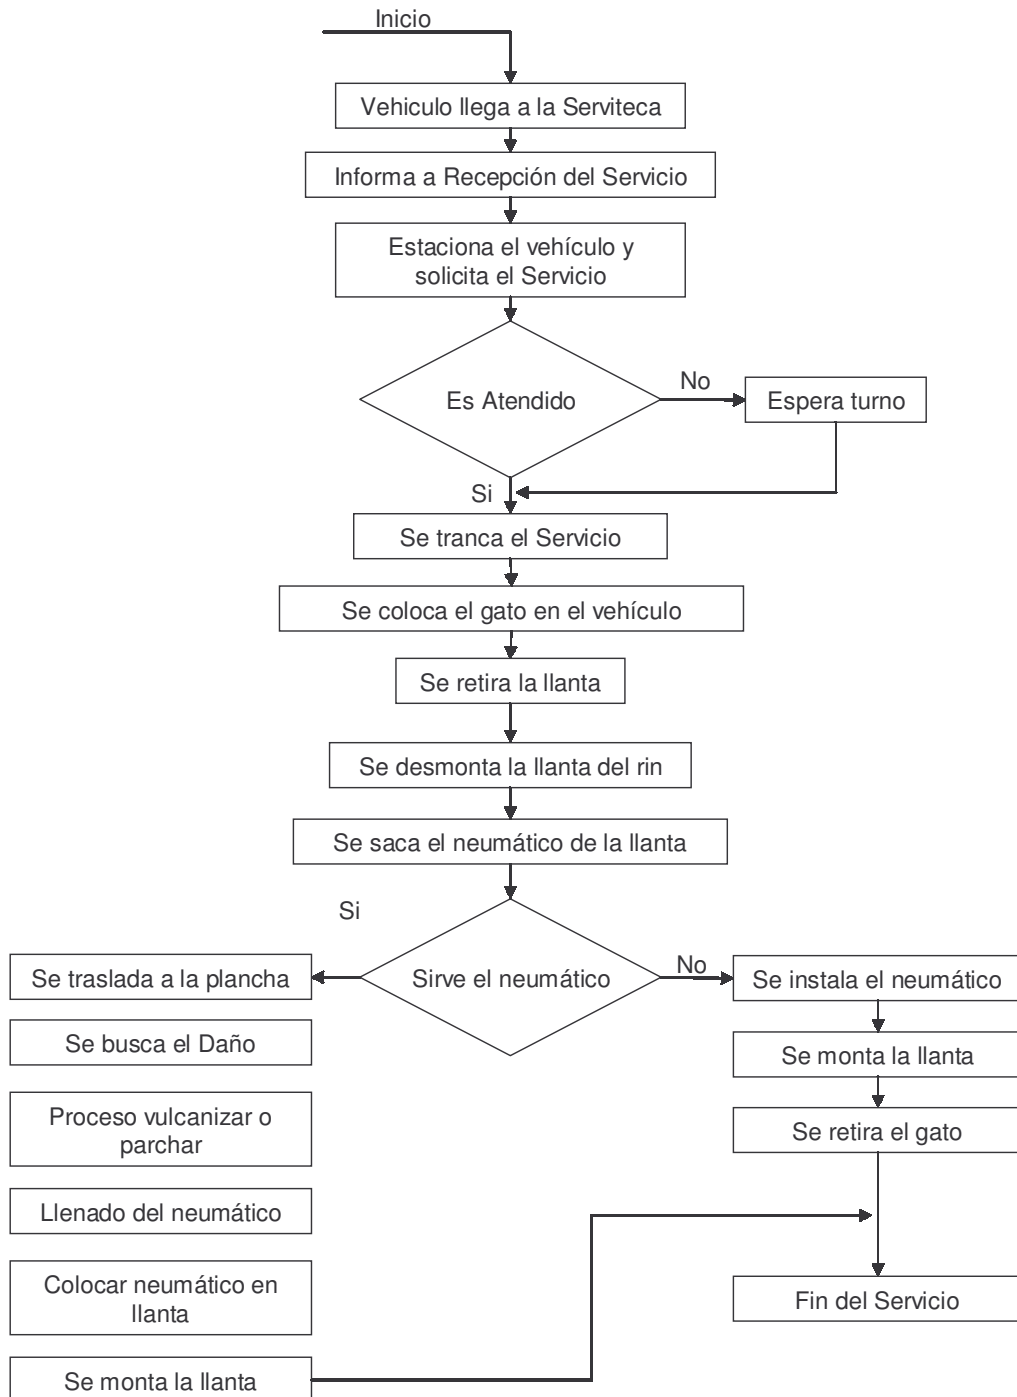 Inicio
Vehiculo llega a la Serviteca
Informa a Recepción del Servicio
Estaciona el vehículo y
solicita el Servicio
Es Atendido
No
Espera turno
Si
Se tranca el Servicio
Se coloca el gato en el vehículo
Se retira la llanta
Se desmonta la llanta del rin
Se saca el neumático de la llanta
Si
Sirve el neumático
No
Se traslada a la plancha
Se busca el Daño
Proceso vulcanizar o
parchar
Llenado del neumático
Colocar neumático en
llanta
Se monta la llanta
Se instala el neumático
Se monta la llanta
Se retira el gato
Fin del Servicio